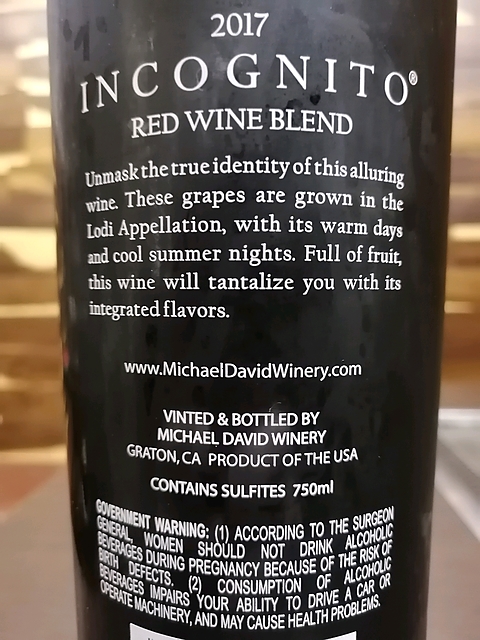 2017
INCOGNITO®
RED WINE BLEND
Unmask the true identity of this alluring
wine. These grapes are grown in the
Lodi Appellation, with its warm days
and cool summer nights. Full of fruit,
this wine will tantalize you with its
integrated flavors.
www.MichaelDavidWinery.com
VINTED & BOTTLED BY
MICHAEL DAVID WINERY
GRATON, CA PRODUCT OF THE USA
CONTAINS SULFITES 750ml
GOVERNMENT WARNING: (1) ACCORDING TO THE SURGEON
GENERAL, WOMEN SHOULD NOT DRINK ALCOHOLIC
BEVERAGES DURING PREGNANCY BECAUSE OF THE RISK OF
BIRTH DEFECTS. (2) CONSUMPTION OF ALCOHOLIC
BEVERAGES IMPAIRS YOUR ABILITY TO DRIVE A CAR OR
OPERATE MACHINERY, AND MAY CAUSE HEALTH PROBLEMS.